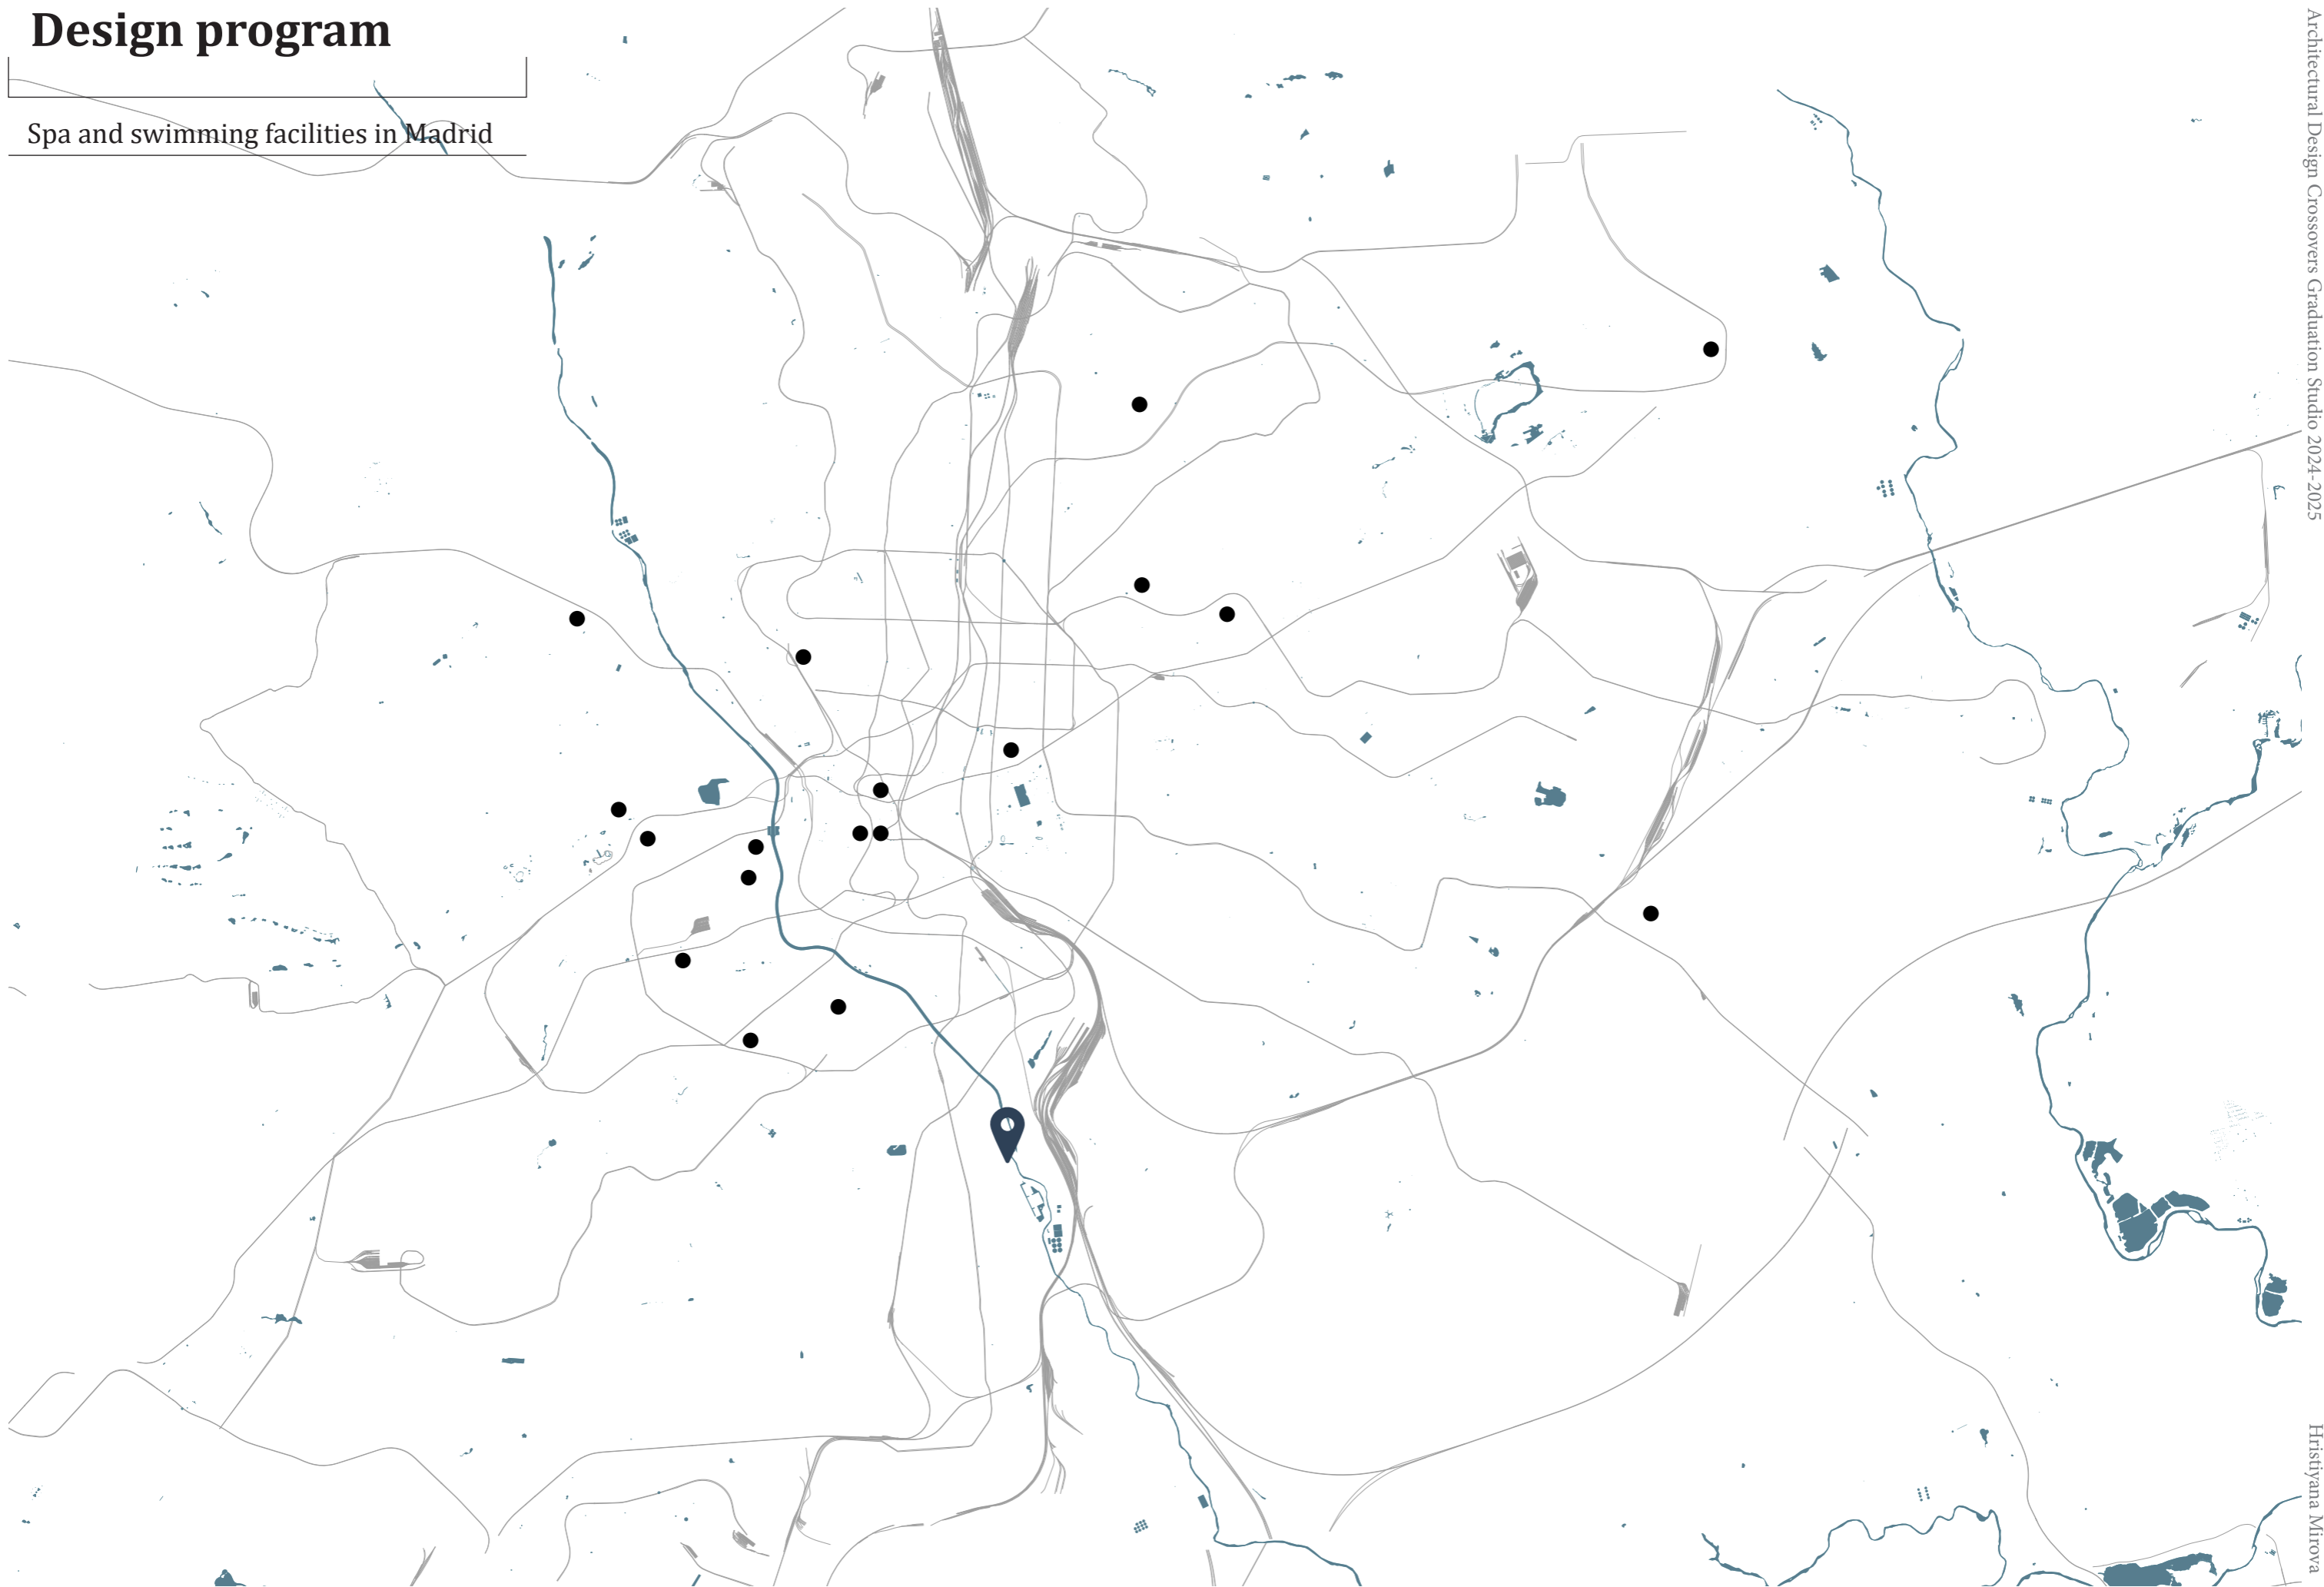 Design program
Spa and swimming facilities in Madrid
Architectural Design Crossovers Graduation Studio 2024-2025
Hristiyana Mirova